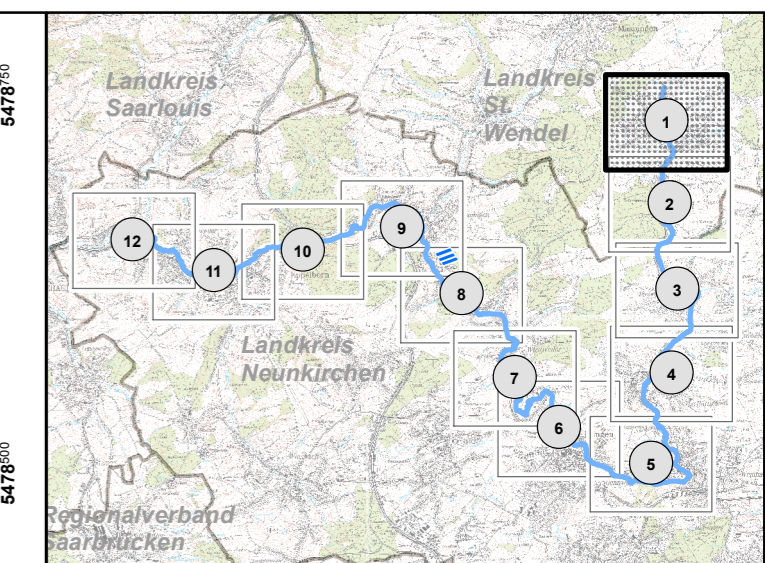 5478750
5478500
Landkreis
Saarlouis
Landkreis
St.
Wendel
Landkreis
Neunkirchen
Regionalverband
Saarbrücken
1
2
3
4
5
6
7
8
9
10
11
12